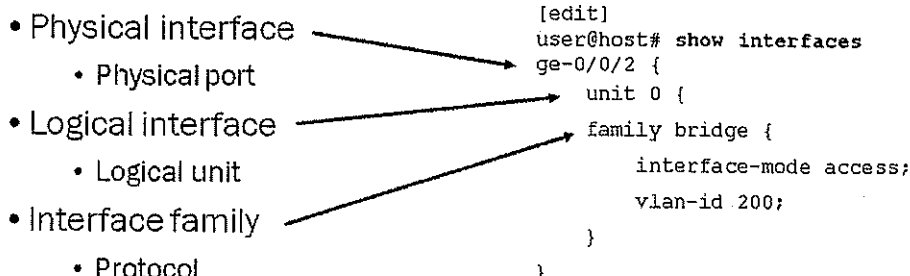 • Physical interface
• Physical port
• Logical interface
• Logical unit
• Interface family
• Protocol
[edit]
user@host# show interfaces
ge-0/0/2 {
unit 0 {
family bridge {
interface-mode access;
vlan-id 200;
}
}